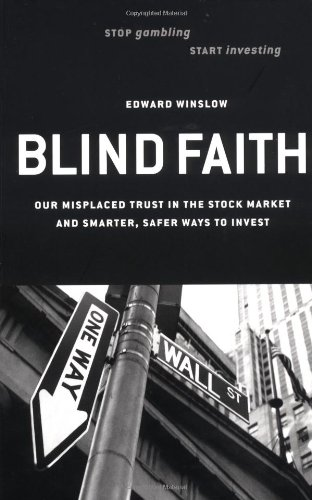 STOP gambling
START investing
EDWARD WINSLOW
BLIND FAITH
OUR MISPLACED TRUST IN THE STOCK MARKET
AND SMARTER, SAFER WAYS TO INVEST
ONE WAY
WALL ST